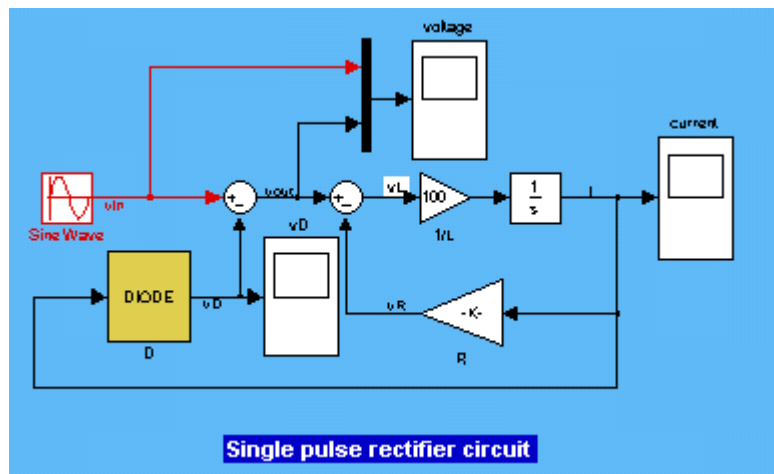 voltage
current
vin
Sine Wave
+
−
vout
+
−
vL
100
1/L
1
s
i
DIODE
D
vD
vD
vR
-K-
R
Single pulse rectifier circuit